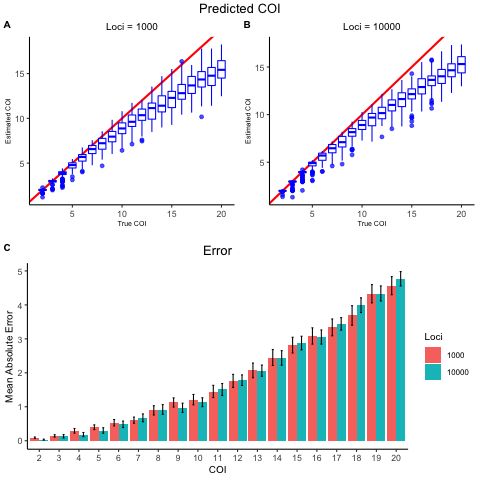 Predicted COI
A
B
Loci = 1000
Loci = 10000
Estimated COI
15
10
5
5
10
15
20
True COI
Estimated COI
15
10
5
5
10
15
20
True COI
C
Error
Mean Absolute Error
5
4
3
2
1
0
2 3 4 5 6 7 8 9 10 11 12 13 14 15 16 17 18 19 20
COI
Loci
1000
10000